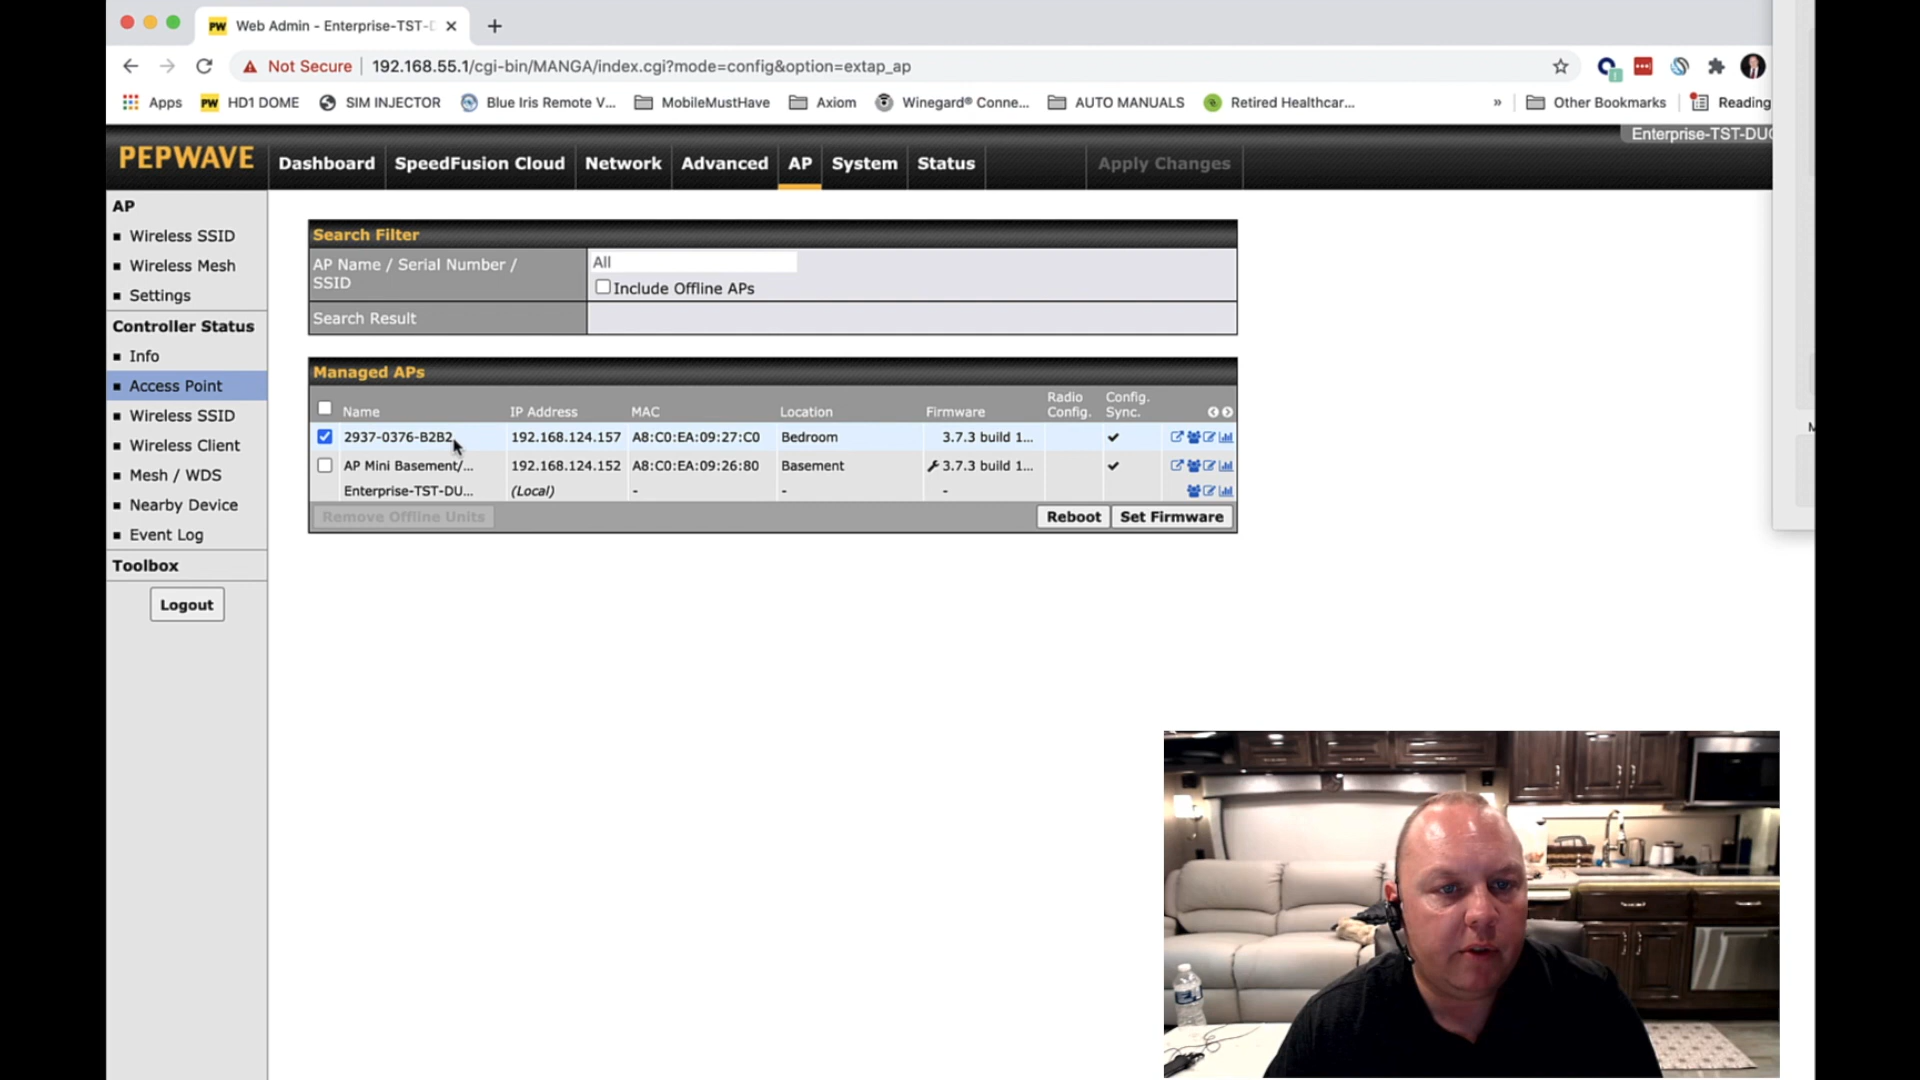 PW Web Admin - Enterprise-TST-D
Not Secure 192.168.55.1/cgi-bin/MANGA/index.cgi?mode=config&option=extap_ap
Apps PW HD1 DOME SIM INJECTOR Blue Iris Remote V... MobileMustHave Axiom Winegard® Conne... AUTO MANUALS Retired Healthcar... » Other Bookmarks Reading
Enterprise-TST-DUO
PEPWAVE Dashboard SpeedFusion Cloud Network Advanced AP System Status Apply Changes
AP
Wireless SSID
Wireless Mesh
Settings
Controller Status
Info
Access Point
Wireless SSID
Wireless Client
Mesh / WDS
Nearby Device
Event Log
Toolbox
Logout
Search Filter
AP Name / Serial Number /
SSID
All
Include Offline APs
Search Result
Managed APs
Name IP Address MAC Location Firmware Radio Config. Config. Sync.
2937-0376-B2B2 192.168.124.157 A8:C0:EA:09:27:C0 Bedroom 3.7.3 build 1...
AP Mini Basement/... 192.168.124.152 A8:C0:EA:09:26:80 Basement 3.7.3 build 1...
Enterprise-TST-DU... (Local) - - -
Remove Offline Units Reboot Set Firmware
M